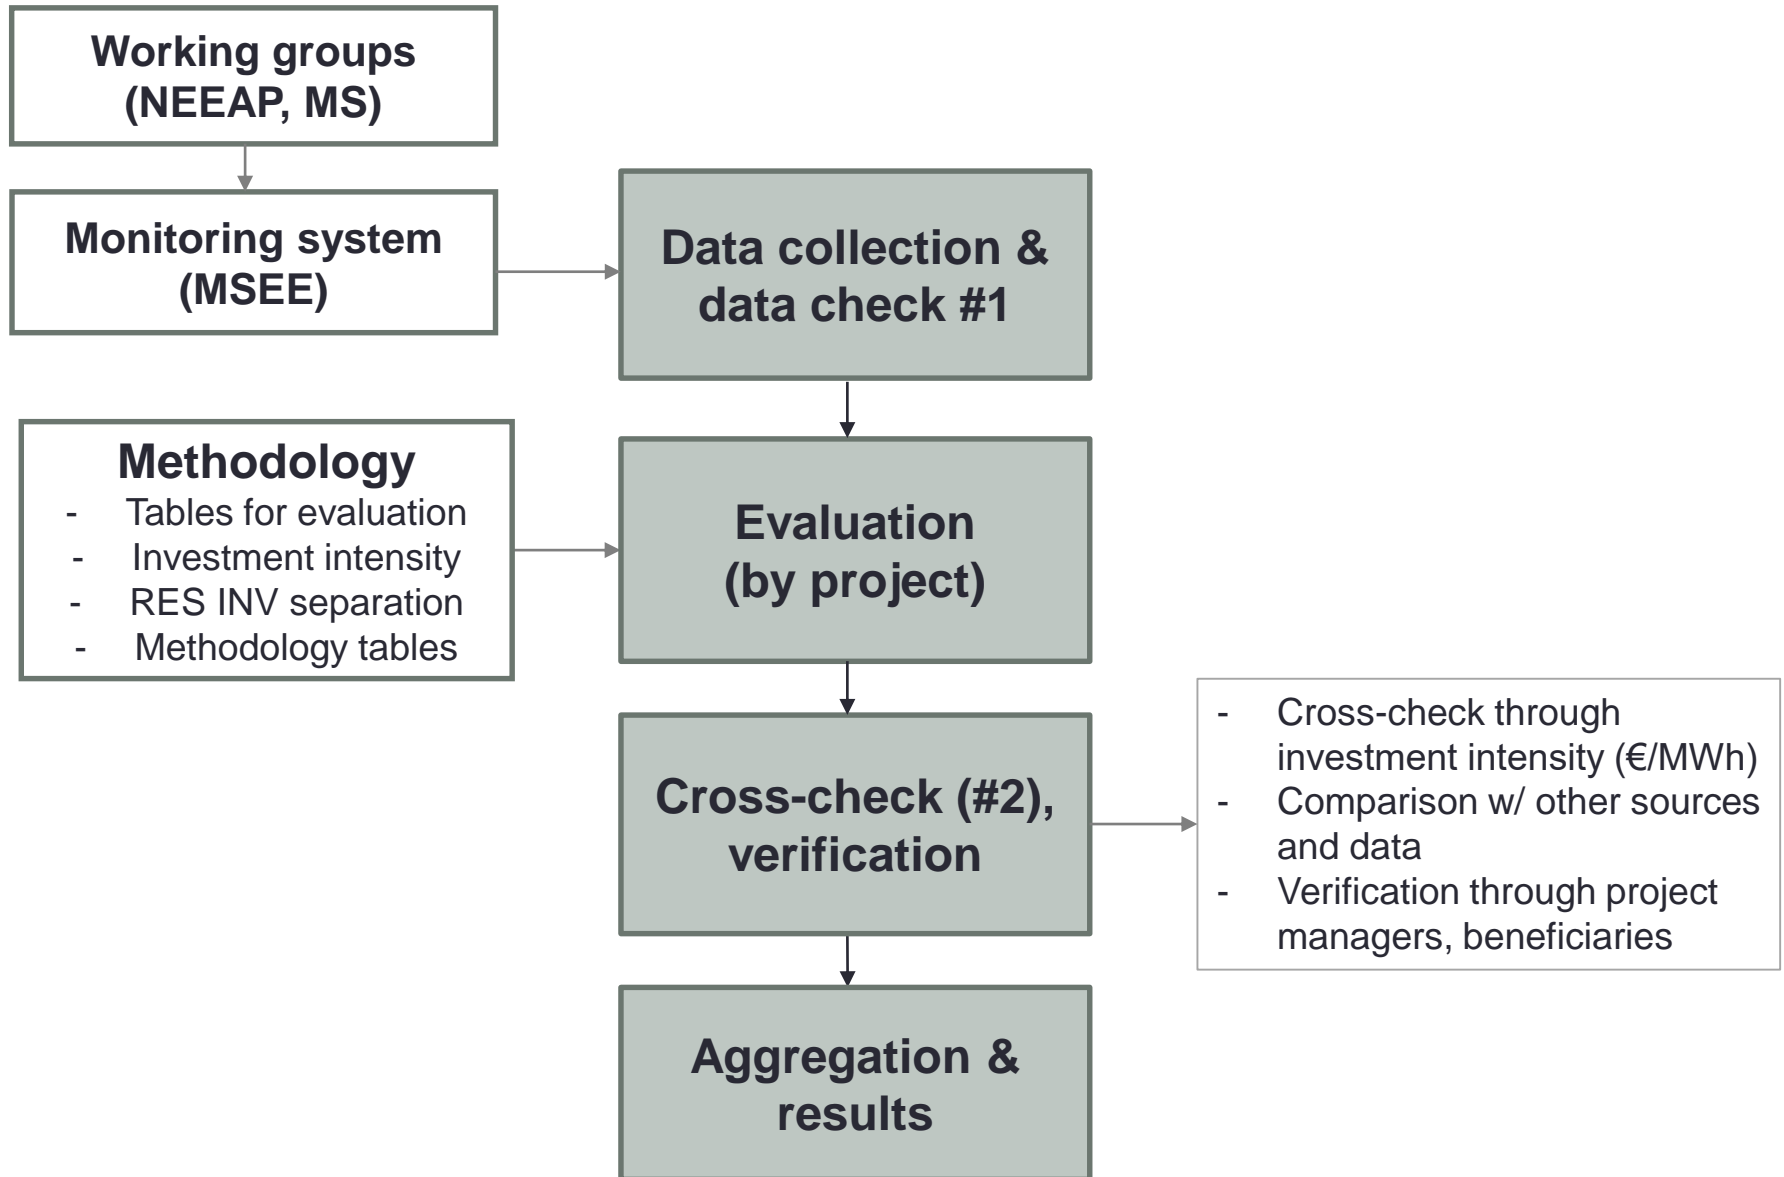 Working groups
(NEEAP, MS)
Monitoring system
(MSEE)
Data collection &
data check #1
Methodology
- Tables for evaluation
- Investment intensity
- RES INV separation
- Methodology tables
Evaluation
(by project)
Cross-check (#2),
verification
- Cross-check through
investment intensity (€/MWh)
- Comparison w/ other sources
and data
- Verification through project
managers, beneficiaries
Aggregation &
results